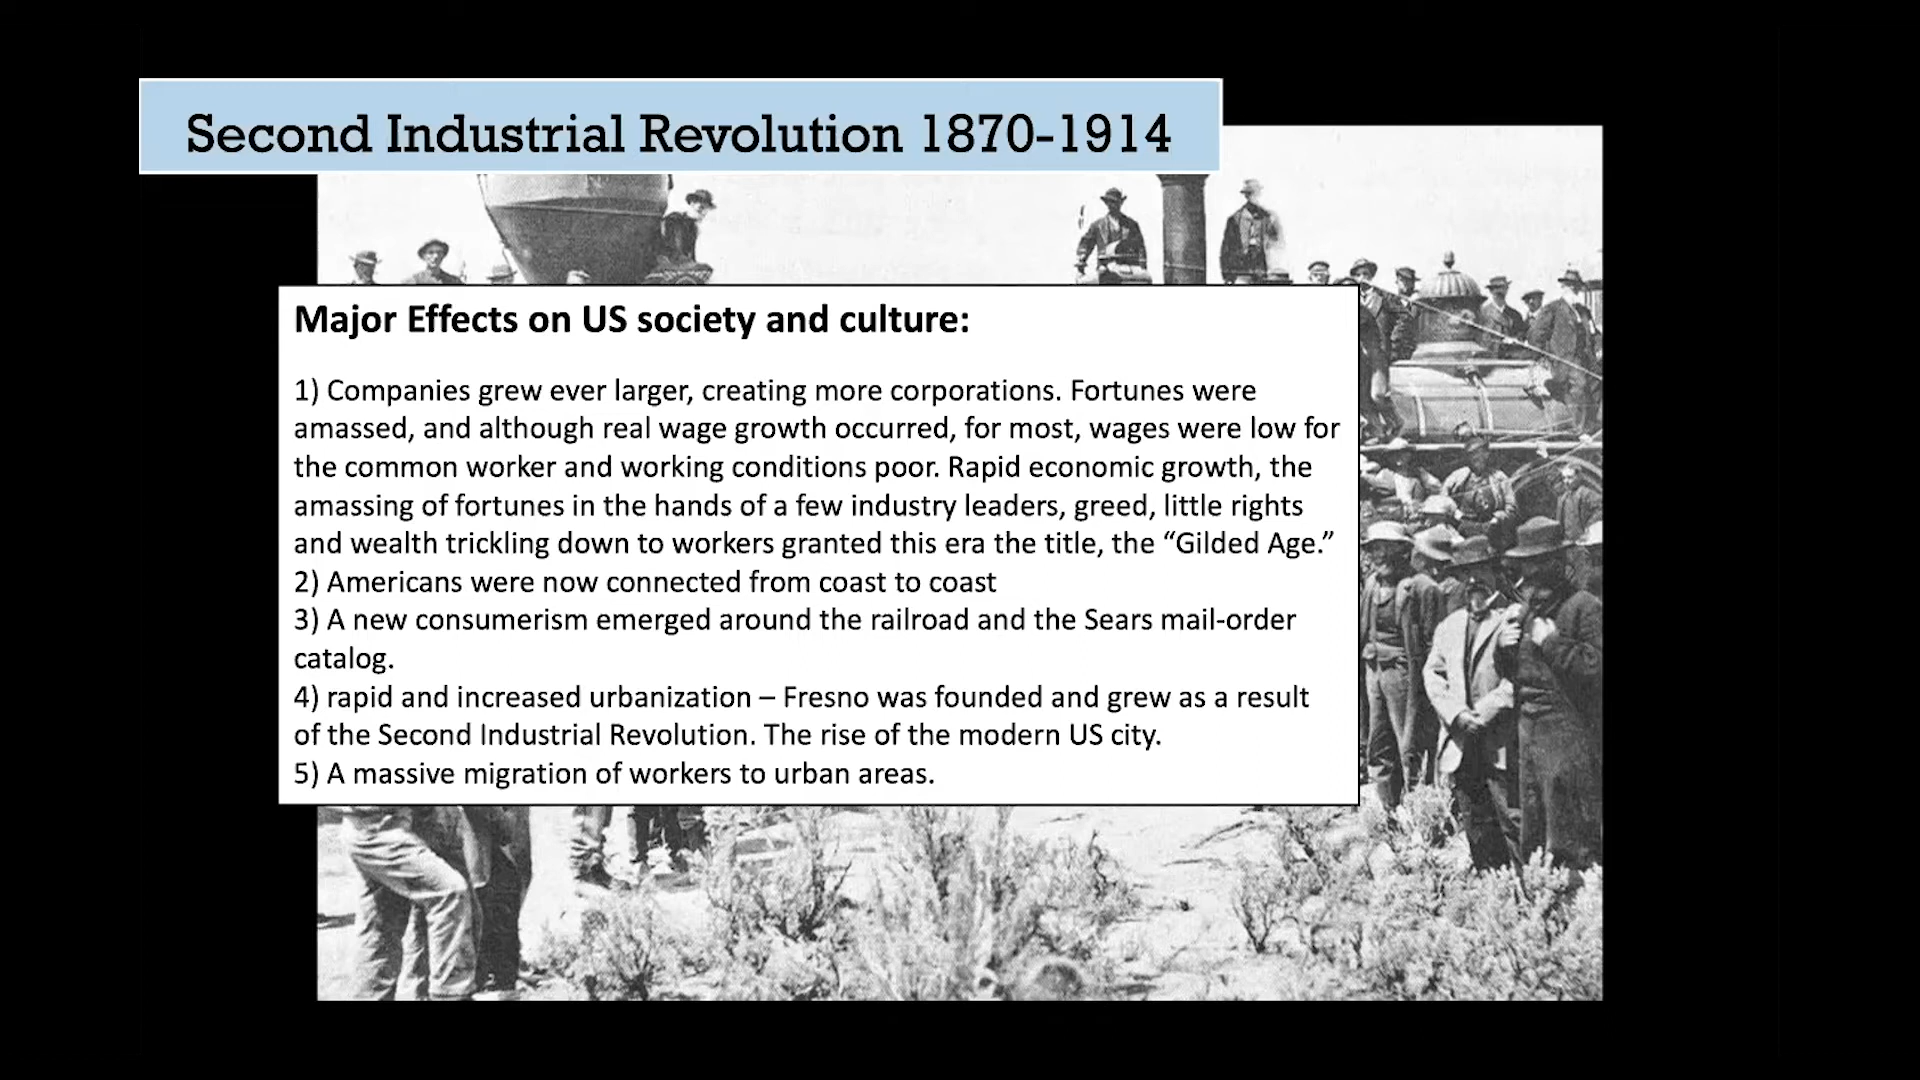 Second Industrial Revolution 1870-1914
Major Effects on US society and culture:
1) Companies grew ever larger, creating more corporations. Fortunes were
amassed, and although real wage growth occurred, for most, wages were low for
the common worker and working conditions poor. Rapid economic growth, the
amassing of fortunes in the hands of a few industry leaders, greed, little rights
and wealth trickling down to workers granted this era the title, the “Gilded Age.”
2) Americans were now connected from coast to coast
3) A new consumerism emerged around the railroad and the Sears mail-order
catalog.
4) rapid and increased urbanization – Fresno was founded and grew as a result
of the Second Industrial Revolution. The rise of the modern US city.
5) A massive migration of workers to urban areas.